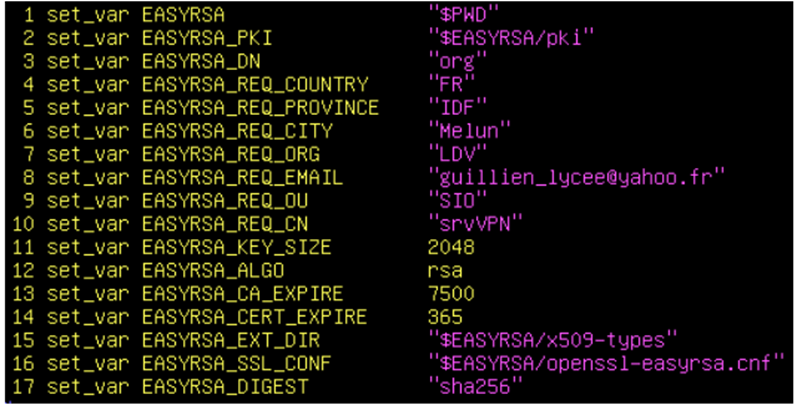 1 set_var EASYRSA "$PWD"
2 set_var EASYRSA_PKI "$EASYRSA/pki"
3 set_var EASYRSA_DN "org"
4 set_var EASYRSA_REQ_COUNTRY "FR"
5 set_var EASYRSA_REQ_PROVINCE "IDF"
6 set_var EASYRSA_REQ_CITY "Melun"
7 set_var EASYRSA_REQ_ORG "LDV"
8 set_var EASYRSA_REQ_EMAIL "guillien_lycee@yahoo.fr"
9 set_var EASYRSA_REQ_OU "SIO"
10 set_var EASYRSA_REQ_CN "srvVPN"
11 set_var EASYRSA_KEY_SIZE 2048
12 set_var EASYRSA_ALGO rsa
13 set_var EASYRSA_CA_EXPIRE 7500
14 set_var EASYRSA_CERT_EXPIRE 365
15 set_var EASYRSA_EXT_DIR "$EASYRSA/x509-types"
16 set_var EASYRSA_SSL_CONF "$EASYRSA/openssl-easyrsa.cnf"
17 set_var EASYRSA_DIGEST "sha256"